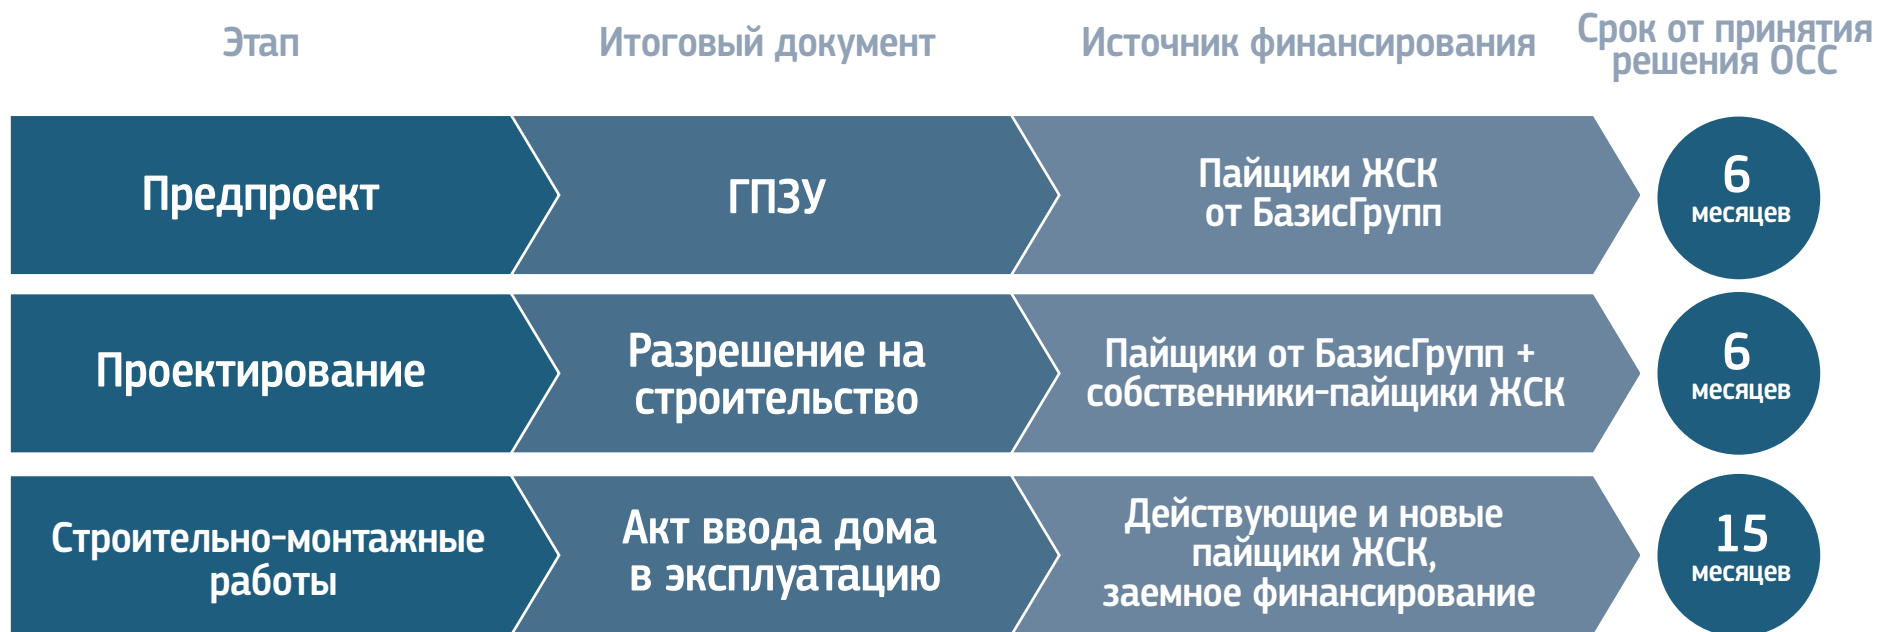 Этап
Итоговый документ
Источник финансирования
Срок от принятия
решения ОСС
Предпроект
ГПЗУ
Пайщики ЖСК
от БазисГрупп
6
месяцев
Проектирование
Разрешение на
строительство
Пайщики от БазисГрупп +
собственники-пайщики ЖСК
6
месяцев
Строительно-монтажные
работы
Акт ввода дома
в эксплуатацию
Действующие и новые
пайщики ЖСК,
заемное финансирование
15
месяцев